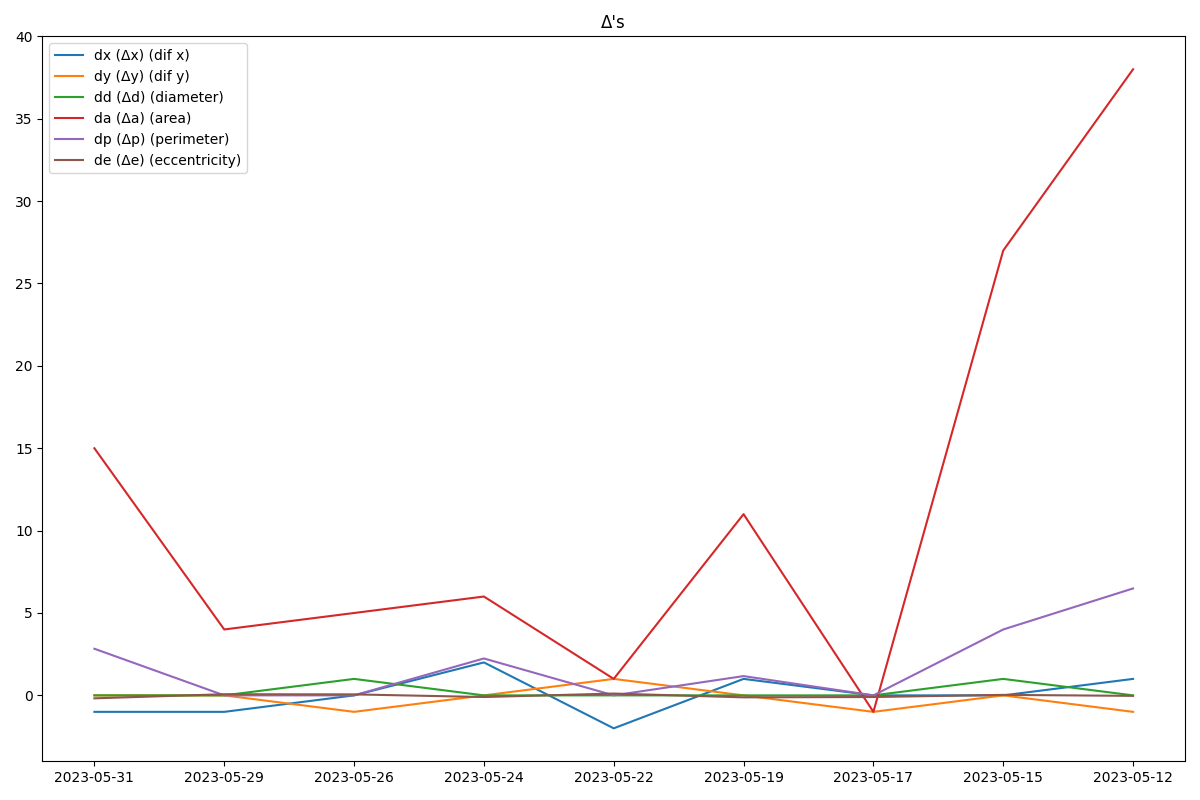 Δ's
40
35
30
25
20
15
10
5
0
dx (Δx) (dif x)
dy (Δy) (dif y)
dd (Δd) (diameter)
da (Δa) (area)
dp (Δp) (perimeter)
de (Δe) (eccentricity)
2023-05-31 2023-05-29 2023-05-26 2023-05-24 2023-05-22 2023-05-19 2023-05-17 2023-05-15 2023-05-12